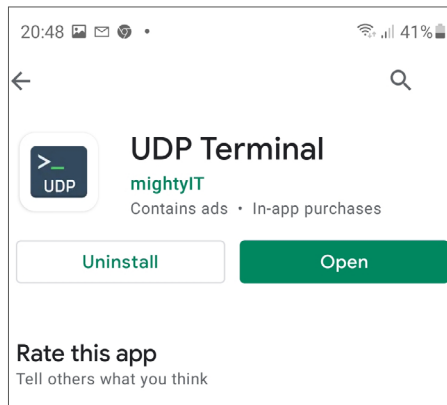 20:48 41%
UDP Terminal
>_
UDP
mightyIT
Contains ads • In-app purchases
Uninstall Open
Rate this app
Tell others what you think